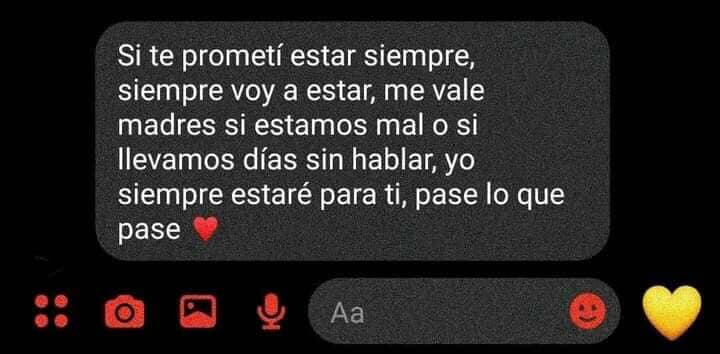 Si te prometí estar siempre,
siempre voy a estar, me vale
madres si estamos mal o si
llevamos días sin hablar, yo
siempre estaré para ti, pase lo que
pase ♥
Aa